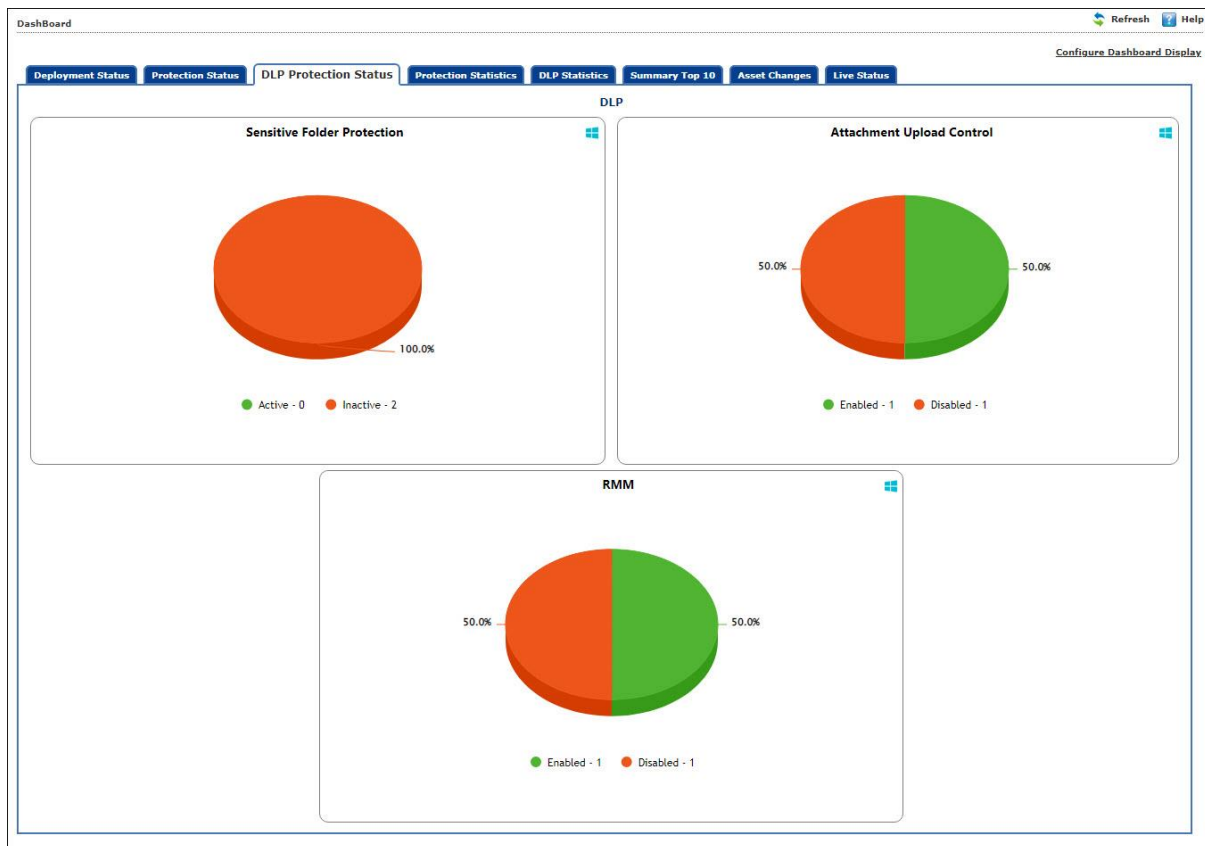 DashBoard
Refresh Help
Configure Dashboard Display
Deployment Status Protection Status DLP Protection Status Protection Statistics DLP Statistics Summary Top 10 Asset Changes Live Status
DLP
Sensitive Folder Protection
100.0%
Active - 0 Inactive - 2
Attachment Upload Control
50.0% 50.0%
Enabled - 1 Disabled - 1
RMM
50.0% 50.0%
Enabled - 1 Disabled - 1